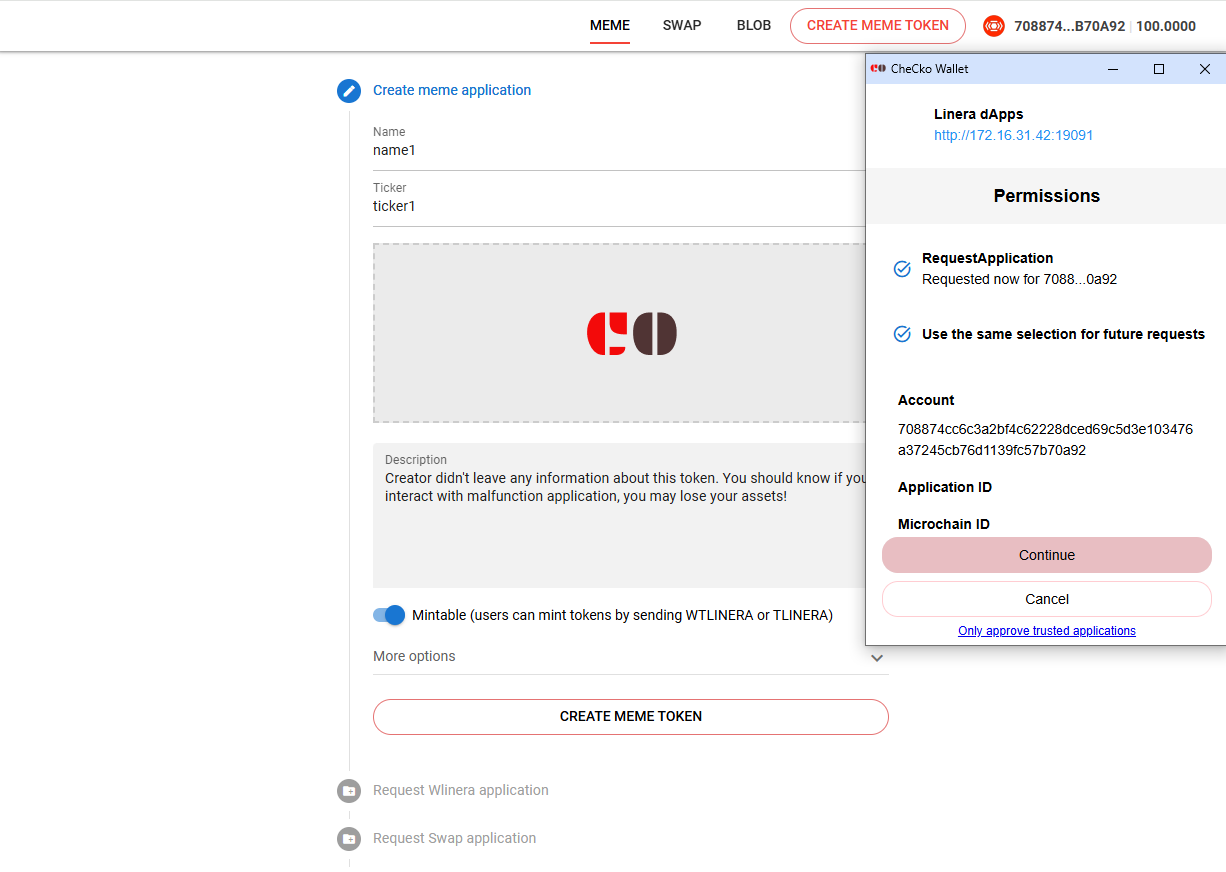 MEME SWAP BLOB CREATE MEME TOKEN 708874...B70A92 | 100.0000
Create meme application
Name
name1
Ticker
ticker1
Description
Creator didn't leave any information about this token. You should know if you
interact with malfunction application, you may lose your assets!
Mintable (users can mint tokens by sending WTLINERA or TLINERA)
More options
CREATE MEME TOKEN
Request Wlinera application
Request Swap application
CheCko Wallet
Linera dApps
http://172.16.31.42:19091
Permissions
RequestApplication
Requested now for 7088...0a92
Use the same selection for future requests
Account
708874cc6c3a2bf4c62228dced69c5d3e103476
a37245cb76d1139fc57b70a92
Application ID
Microchain ID
Continue
Cancel
Only approve trusted applications